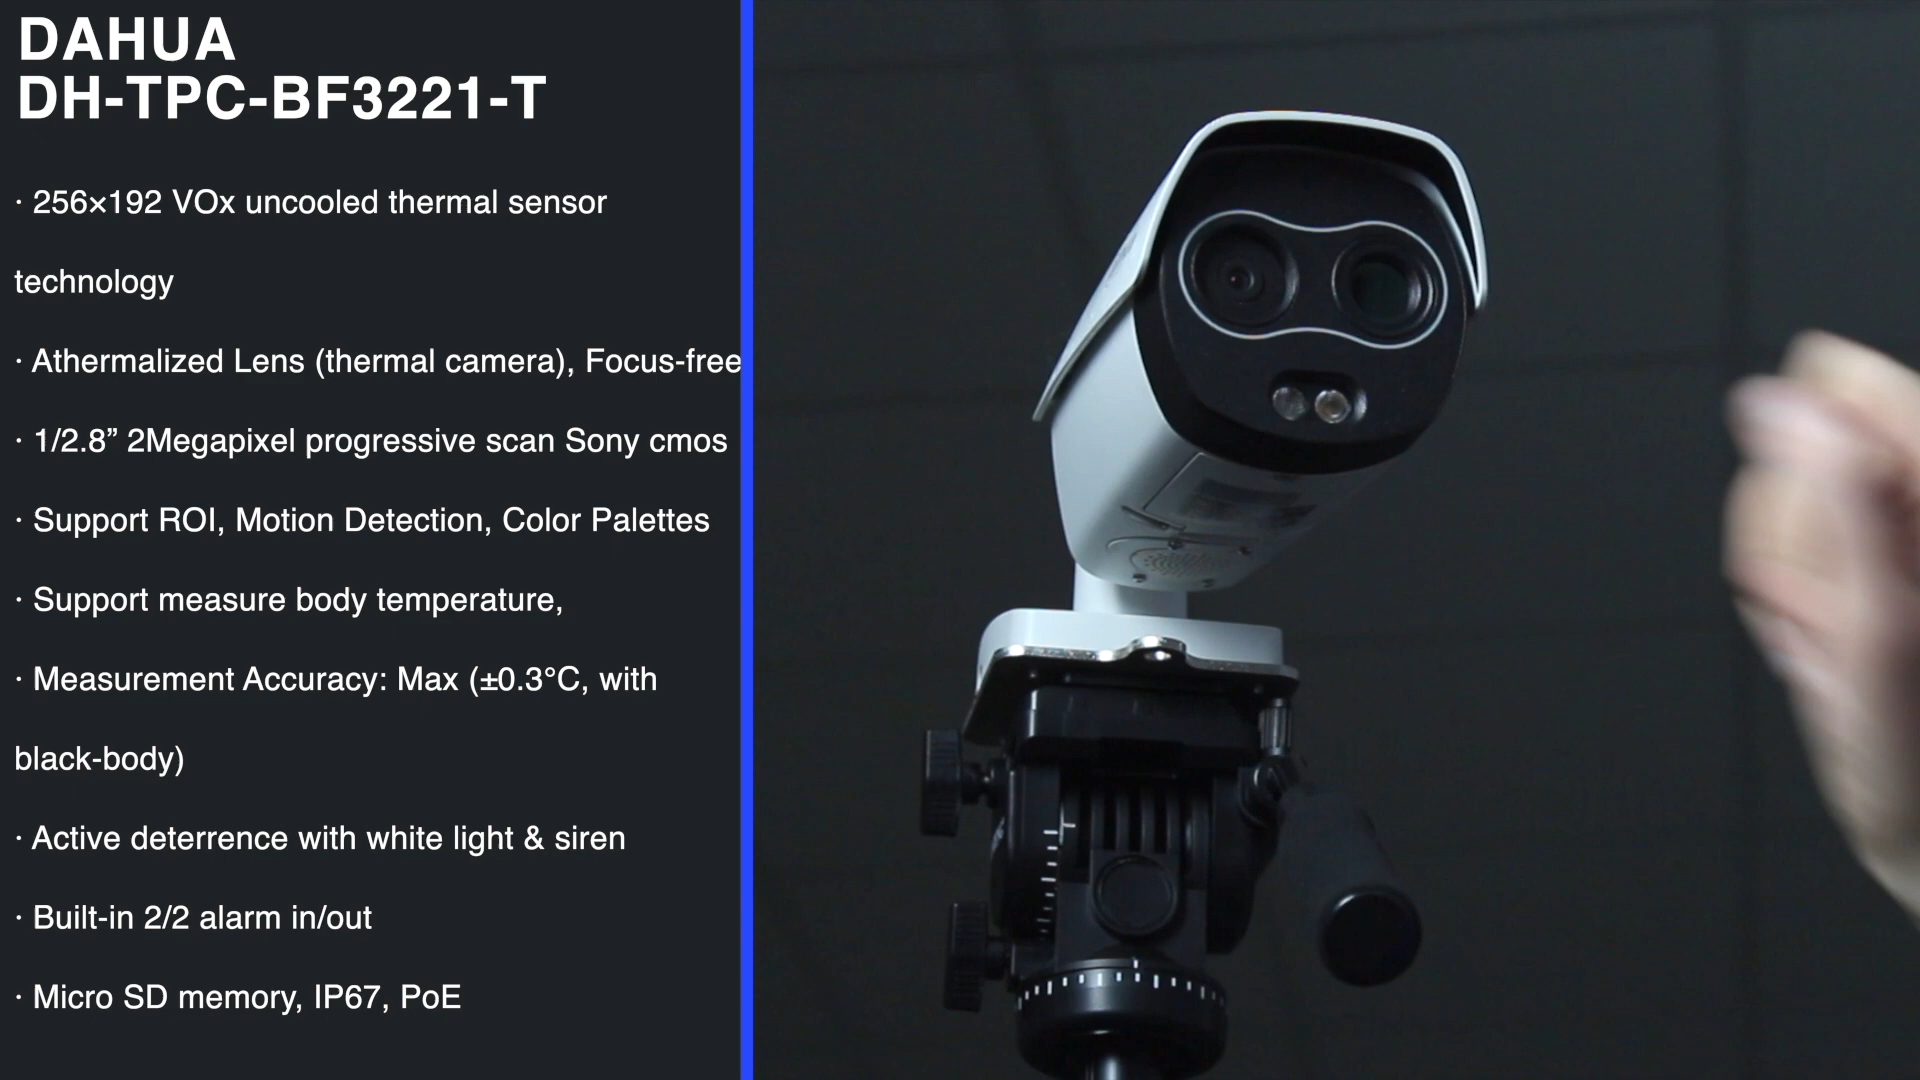 DAHUA
DH-TPC-BF3221-T
· 256×192 VOx uncooled thermal sensor
technology
· Athermalized Lens (thermal camera), Focus-free
· 1/2.8” 2Megapixel progressive scan Sony cmos
· Support ROI, Motion Detection, Color Palettes
· Support measure body temperature,
· Measurement Accuracy: Max (±0.3°C, with
black-body)
· Active deterrence with white light & siren
· Built-in 2/2 alarm in/out
· Micro SD memory, IP67, PoE